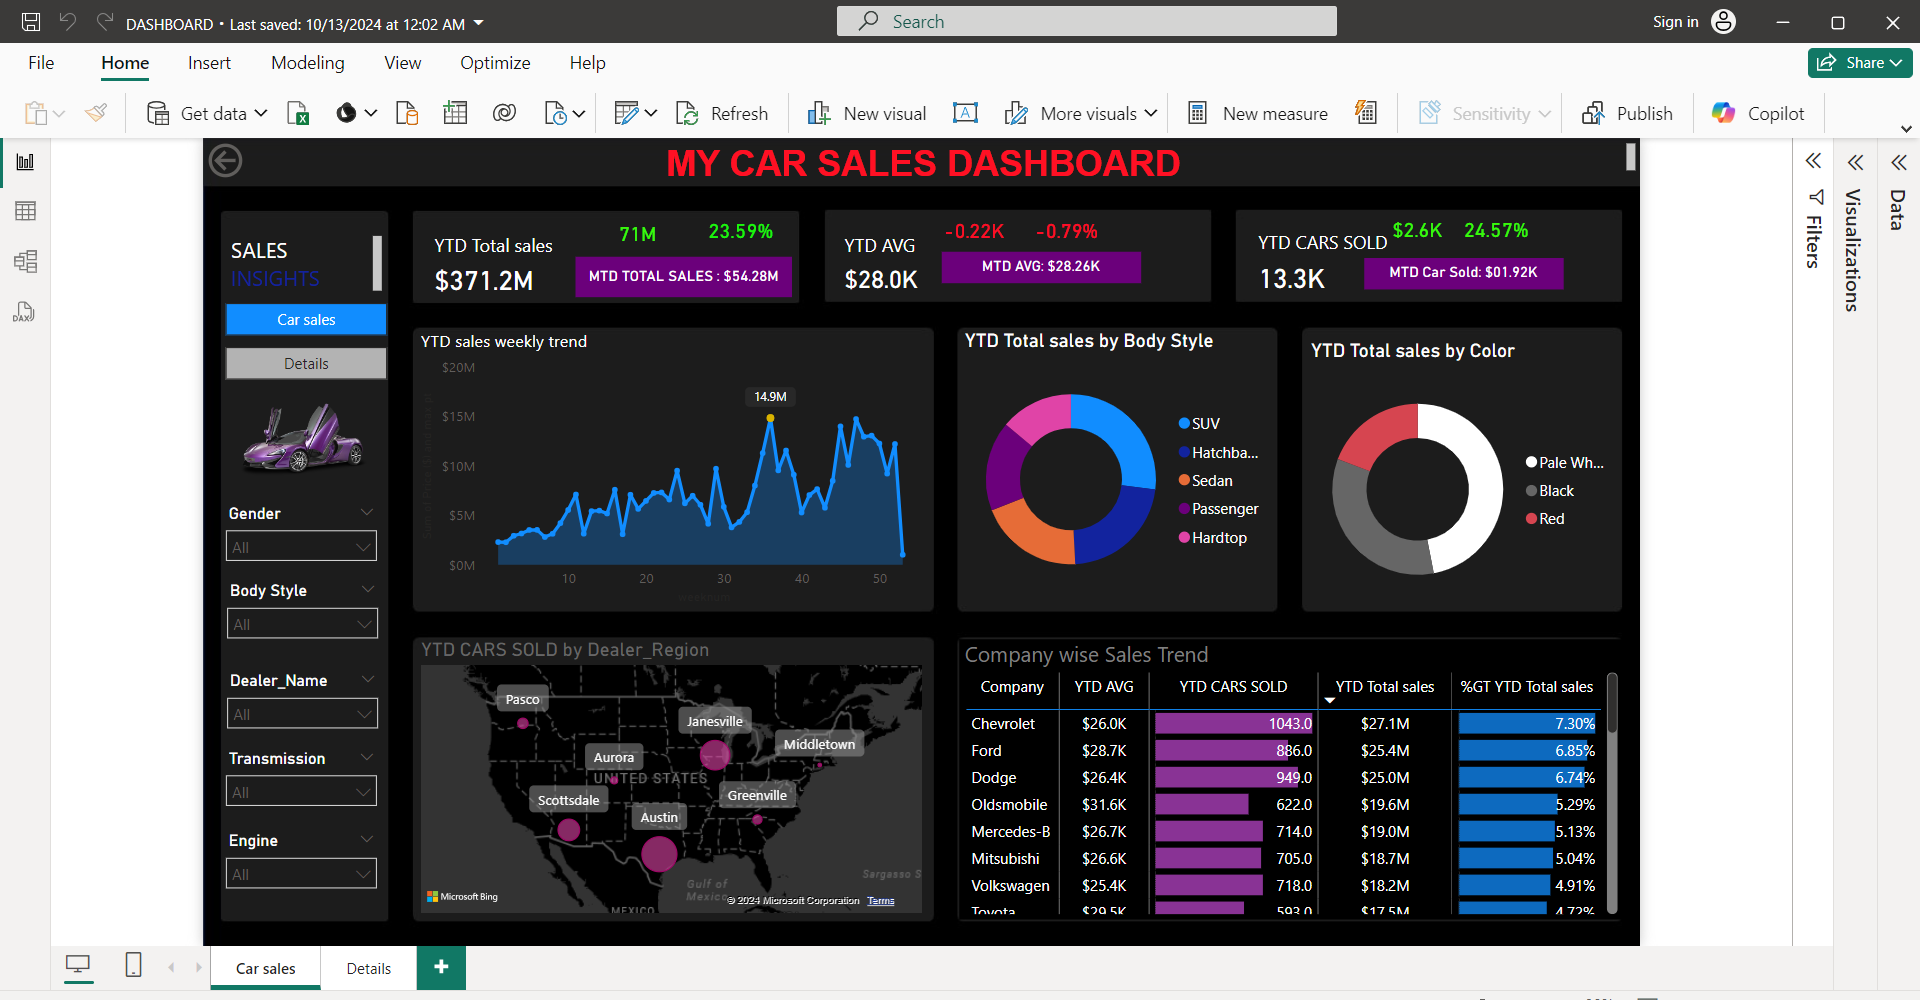 DASHBOARD • Last saved: 10/13/2024 at 12:02 AM
Search
Sign in
File
Home
Insert
Modeling
View
Optimize
Help
Share
Get data
Refresh
New visual
More visuals
New measure
Sensitivity
Publish
Copilot
MY CAR SALES DASHBOARD
SALES
INSIGHTS
Car sales
Details
Gender
All
Body Style
All
Dealer_Name
All
Transmission
All
Engine
All
YTD Total sales
71M
23.59%
$371.2M
MTD TOTAL SALES : $54.28M
YTD AVG
-0.22K
-0.79%
$28.0K
MTD AVG: $28.26K
YTD CARS SOLD
$2.6K
24.57%
13.3K
MTD Car Sold: $01.92K
YTD sales weekly trend
$20M
$15M
$10M
$5M
$0M
14.9M
10
20
30
40
50
YTD Total sales by Body Style
SUV
Hatchba...
Sedan
Passenger
Hardtop
YTD Total sales by Color
Pale Wh...
Black
Red
YTD CARS SOLD by Dealer_Region
Pasco
Janesville
Middletown
Aurora
UNITED STATES
Scottsdale
Greenville
Austin
Gulf of
Mexico
Sargasso S
MEXICO
Microsoft Bing
© 2024 Microsoft Corporation Terms
Company wise Sales Trend
Company YTD AVG YTD CARS SOLD YTD Total sales %GT YTD Total sales
Chevrolet $26.0K 1043.0 $27.1M 7.30%
Ford $28.7K 886.0 $25.4M 6.85%
Dodge $26.4K 949.0 $25.0M 6.74%
Oldsmobile $31.6K 622.0 $19.6M 5.29%
Mercedes-B $26.7K 714.0 $19.0M 5.13%
Mitsubishi $26.6K 705.0 $18.7M 5.04%
Volkswagen $25.4K 718.0 $18.2M 4.91%
Toyota $29.5K 593.0 $17.5M 4.72%
Filters
Visualizations
Data
DAX
Car sales
Details